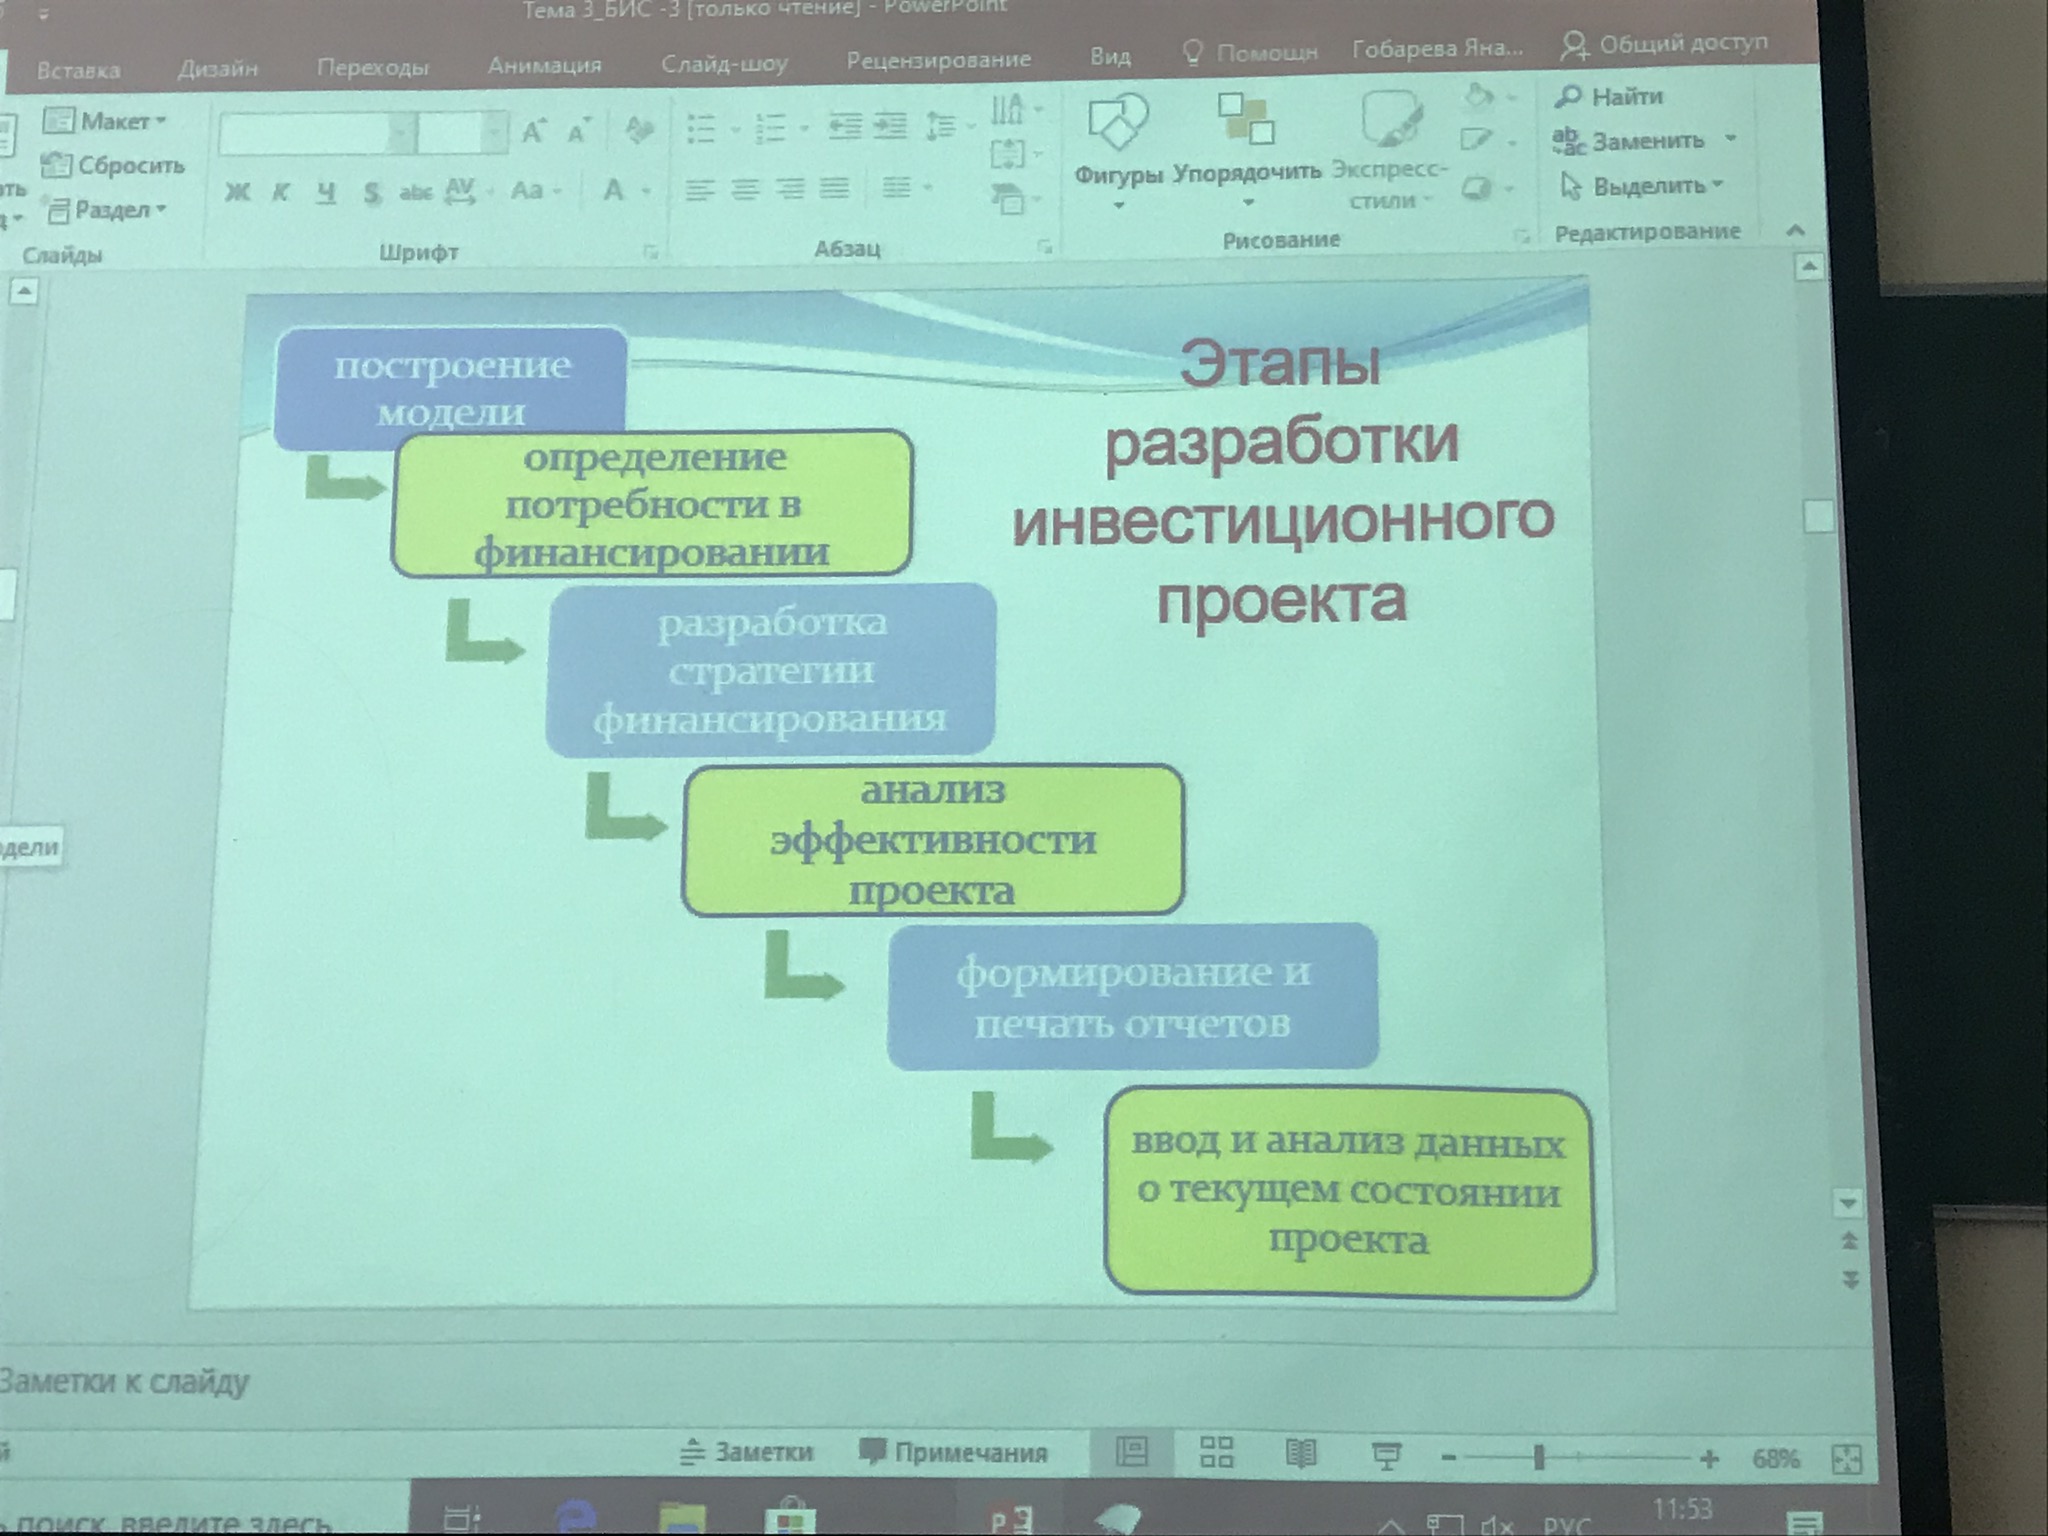 Тема 3_БИС -3 [только чтение] - PowerPoint
Вставка Дизайн Переходы Анимация Слайд-шоу Рецензирование Вид Помощн Гобарева Яна... Общий доступ
Макет
Сбросить
Раздел
Слайды
Ж К Ч S abc AV Aa A
Шрифт
Абзац
Фигуры Упорядочить Экспресс-
стили
Рисование
Найти
Заменить
Выделить
Редактирование
Этапы
разработки
инвестиционного
проекта
построение
модели
определение
потребности в
финансировании
разработка
стратегии
финансирования
анализ
эффективности
проекта
формирование и
печать отчетов
ввод и анализ данных
о текущем состоянии
проекта
Заметки к слайду
Заметки Примечания 68%
поиск, введите здесь
РУС 11:53